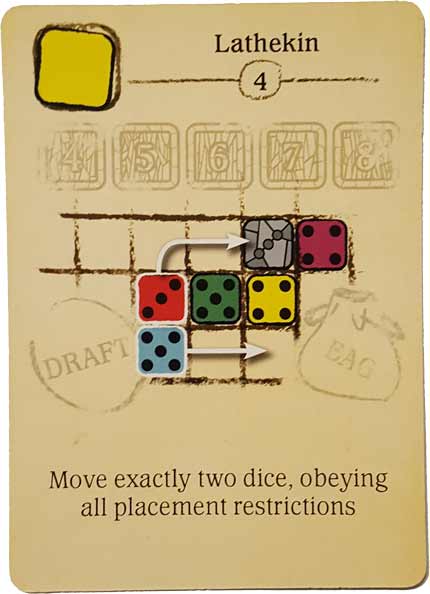 Lathekin
4
4 5 6 7 8
DRAFT
BAG
Move exactly two dice, obeying
all placement restrictions